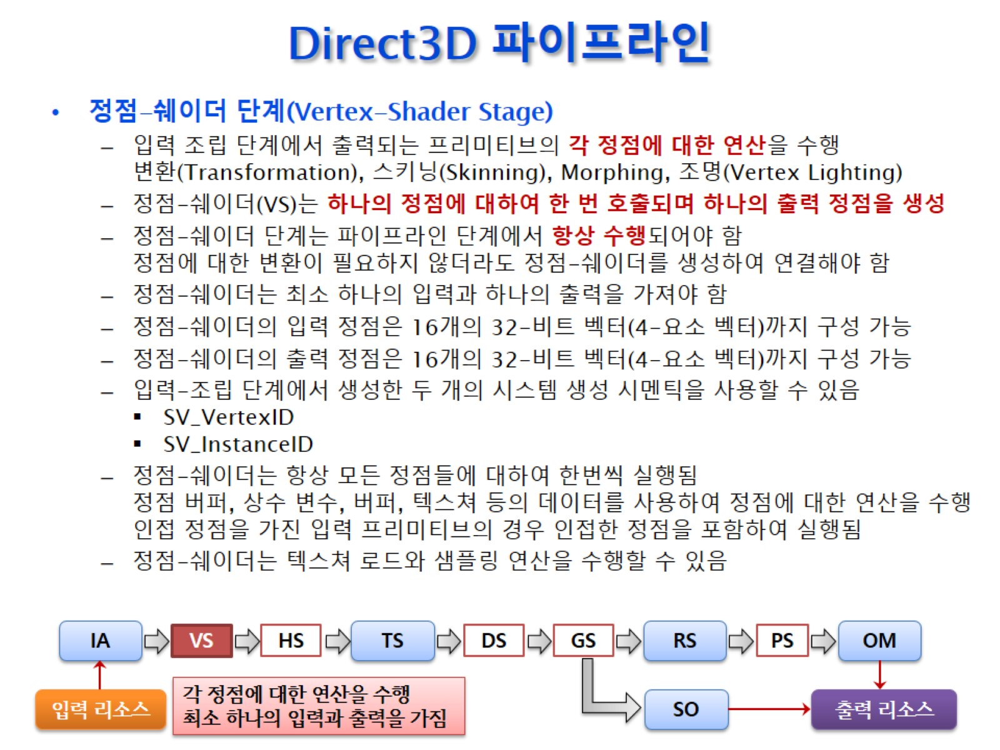 Direct3D 파이프라인
• 정점-쉐이더 단계(Vertex-Shader Stage)
– 입력 조립 단계에서 출력되는 프리미티브의 각 정점에 대한 연산을 수행
변환(Transformation), 스키닝(Skinning), Morphing, 조명(Vertex Lighting)
– 정점-쉐이더(VS)는 하나의 정점에 대하여 한 번 호출되며 하나의 출력 정점을 생성
– 정점-쉐이더 단계는 파이프라인 단계에서 항상 수행되어야 함
정점에 대한 변환이 필요하지 않더라도 정점-쉐이더를 생성하여 연결해야 함
– 정점-쉐이더는 최소 하나의 입력과 하나의 출력을 가져야 함
– 정점-쉐이더의 입력 정점은 16개의 32-비트 벡터(4-요소 벡터)까지 구성 가능
– 정점-쉐이더의 출력 정점은 16개의 32-비트 벡터(4-요소 벡터)까지 구성 가능
– 입력-조립 단계에서 생성한 두 개의 시스템 생성 시멘틱을 사용할 수 있음
▪ SV_VertexID
▪ SV_InstanceID
– 정점-쉐이더는 항상 모든 정점들에 대하여 한번씩 실행됨
정점 버퍼, 상수 변수, 버퍼, 텍스쳐 등의 데이터를 사용하여 정점에 대한 연산을 수행
인접 정점을 가진 입력 프리미티브의 경우 인접한 정점을 포함하여 실행됨
– 정점-쉐이더는 텍스쳐 로드와 샘플링 연산을 수행할 수 있음
IA VS HS TS DS GS RS PS OM
각 정점에 대한 연산을 수행
최소 하나의 입력과 출력을 가짐
입력 리소스 SO 출력 리소스